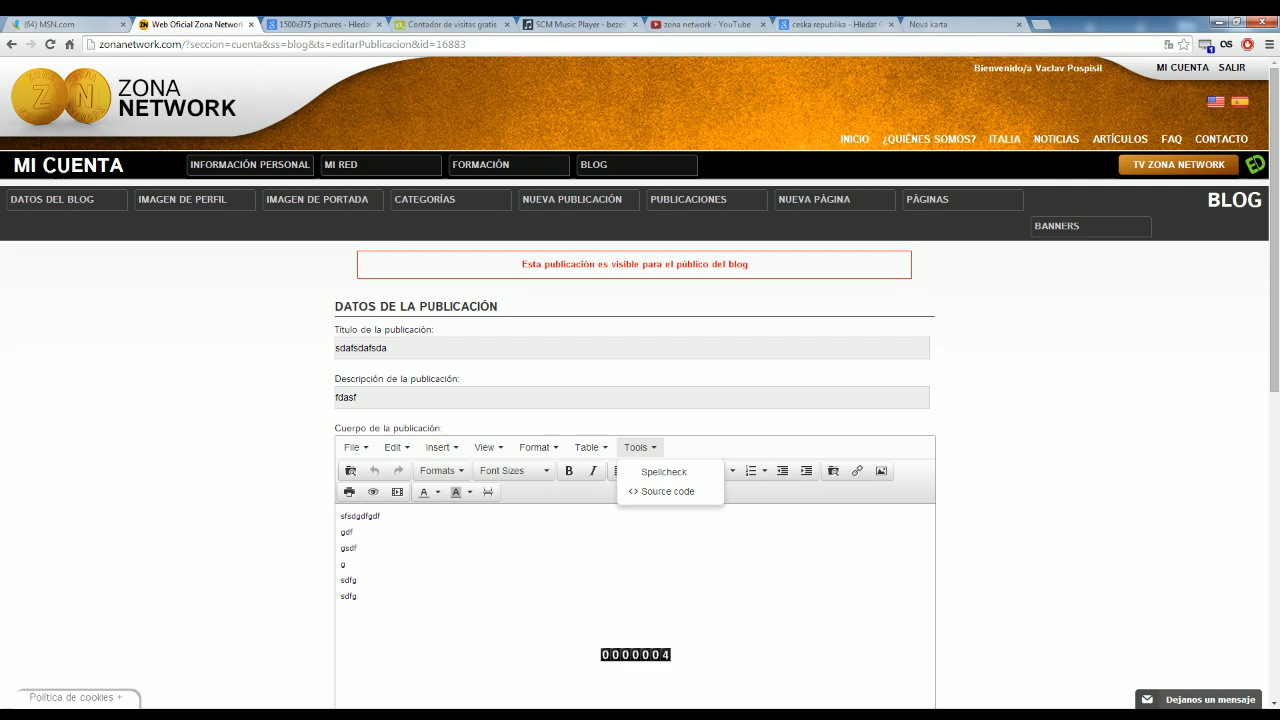 (64) MSN.com
Web Oficial Zona Network
1500x375 pictures - Hledat
Contador de visitas gratis
SCM Music Player - bezeb
zona network - YouTube
ceska republika - Hledat
Nová karta
zonanetwork.com/?seccion=cuenta&ss=blog&ts=editarPublicacion&id=16883
Bienvenido/a Vaclav Pospisil
MI CUENTA SALIR
ZN
ZONA
NETWORK
INICIO ¿QUIÉNES SOMOS? ITALIA NOTICIAS ARTÍCULOS FAQ CONTACTO
MI CUENTA
INFORMACIÓN PERSONAL MI RED FORMACIÓN BLOG
TV ZONA NETWORK
DATOS DEL BLOG IMAGEN DE PERFIL IMAGEN DE PORTADA CATEGORÍAS NUEVA PUBLICACIÓN PUBLICACIONES NUEVA PÁGINA PÁGINAS
BLOG
BANNERS
Esta publicación es visible para el público del blog
DATOS DE LA PUBLICACIÓN
Título de la publicación:
sdafsdafsda
Descripción de la publicación:
fdasf
Cuerpo de la publicación:
File Edit Insert View Format Table Tools
Formats Font Sizes B I
Spellcheck
Source code
A A
sfsdgdfgdf
gdf
gsdf
g
sdfg
sdfg
0000004
Política de cookies +
Dejanos un mensaje